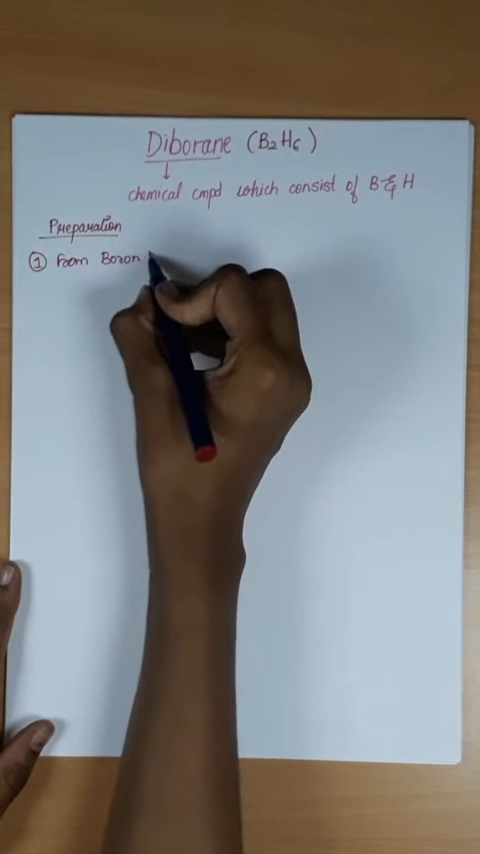 Diborane (B2H6)
↓
chemical cmpd which consist of B & H
Preparation
① From Boron